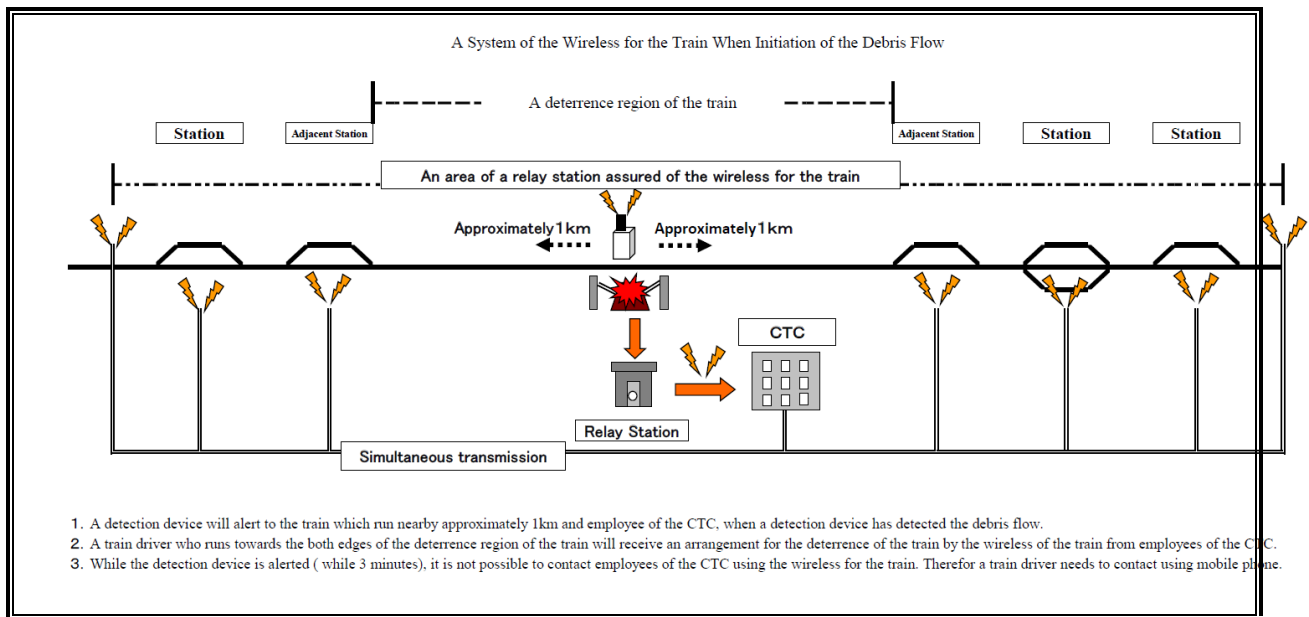 A System of the Wireless for the Train When Initiation of the Debris Flow
A deterrence region of the train
Station
Adjacent Station
Adjacent Station
Station
Station
An area of a relay station assured of the wireless for the train
Approximately1km
Approximately1km
CTC
Relay Station
Simultaneous transmission
1. A detection device will alert to the train which run nearby approximately 1km and employee of the CTC, when a detection device has detected the debris flow.
2. A train driver who runs towards the both edges of the deterrence region of the train will receive an arrangement for the deterrence of the train by the wireless of the train from employees of the CTC.
3. While the detection device is alerted ( while 3 minutes), it is not possible to contact employees of the CTC using the wireless for the train. Therefor a train driver needs to contact using mobile phone.